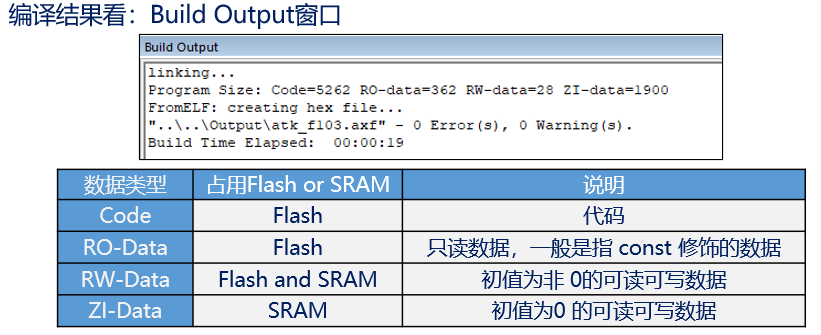 编译结果看：Build Output窗口
Build Output
linking...
Program Size: Code=5262 RO-data=362 RW-data=28 ZI-data=1900
FromELF: creating hex file...
"..\..\Output\atk_f103.axf" - 0 Error(s), 0 Warning(s).
Build Time Elapsed:  00:00:19
数据类型 占用Flash or SRAM 说明
Code Flash 代码
RO-Data Flash 只读数据，一般是指 const 修饰的数据
RW-Data Flash and SRAM 初值为非 0的可读可写数据
ZI-Data SRAM 初值为0 的可读可写数据